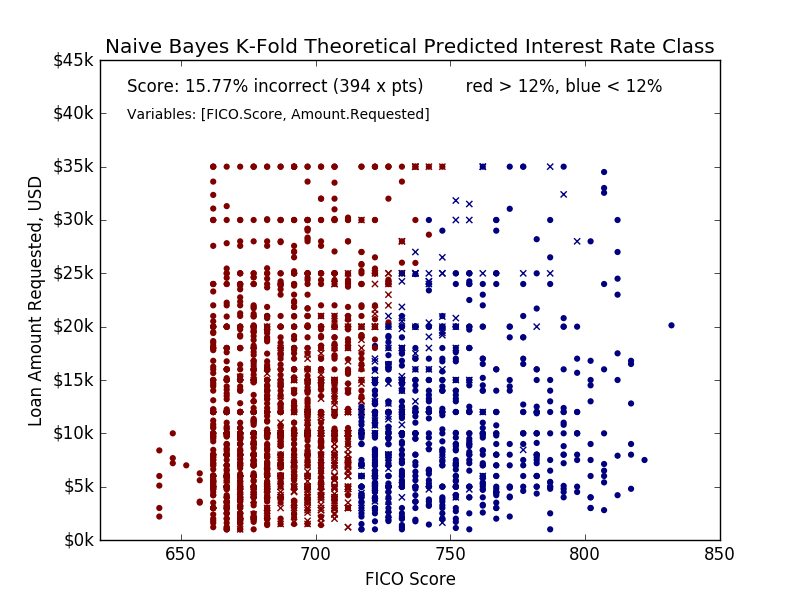 Naive Bayes K-Fold Theoretical Predicted Interest Rate Class
$45k
Score: 15.77% incorrect (394 x pts) red > 12%, blue < 12%
Variables: [FICO.Score, Amount.Requested]
$40k
$35k
$30k
$25k
$20k
$15k
$10k
$5k
$0k
Loan Amount Requested, USD
650 700 750 800 850
FICO Score